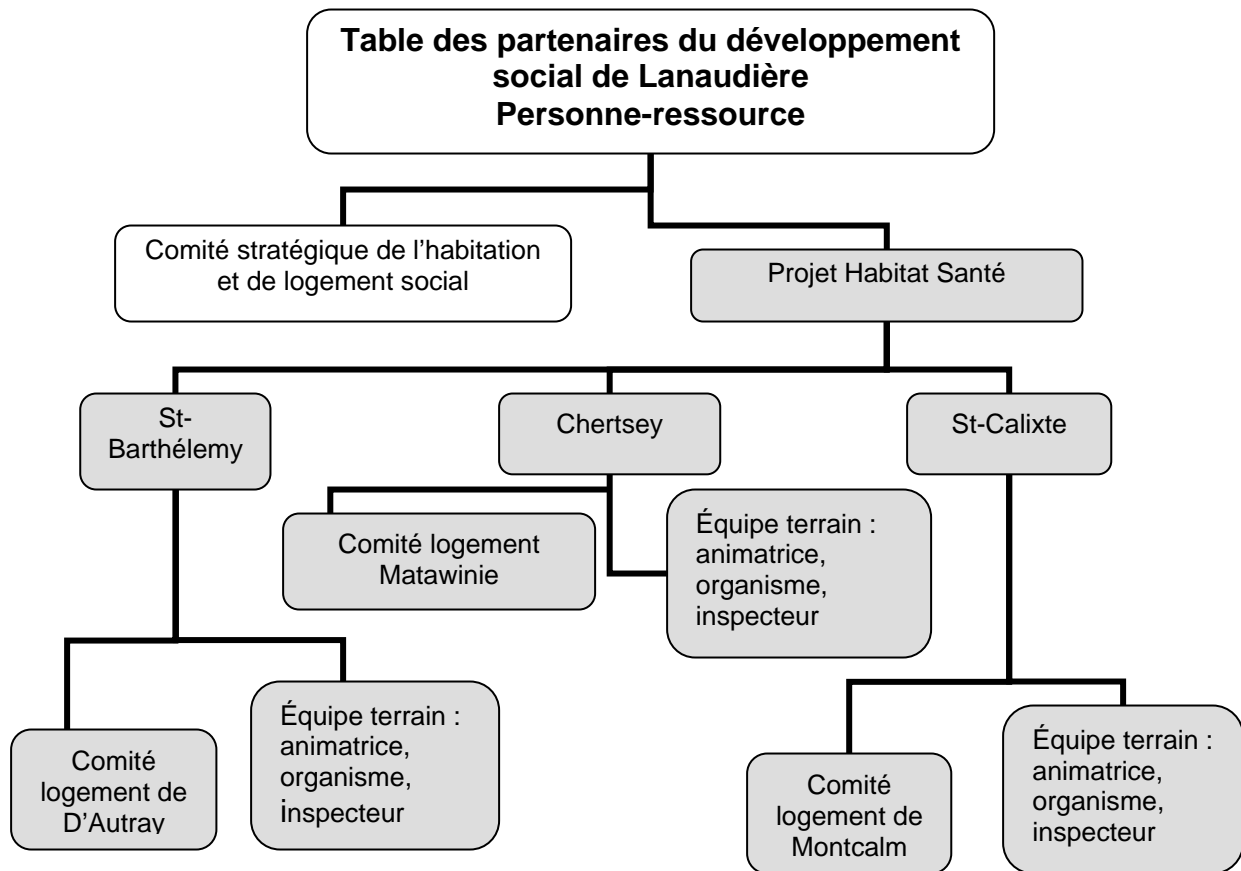 Table des partenaires du développement
social de Lanaudière
Personne-ressource
Comité stratégique de l'habitation
et de logement social
Projet Habitat Santé
St-
Barthélemy
Chertsey
St-Calixte
Comité logement
Matawinie
Équipe terrain :
animatrice,
organisme,
inspecteur
Comité
logement de
D'Autray
Équipe terrain :
animatrice,
organisme,
inspecteur
Comité
logement de
Montcalm
Équipe terrain :
animatrice,
organisme,
inspecteur